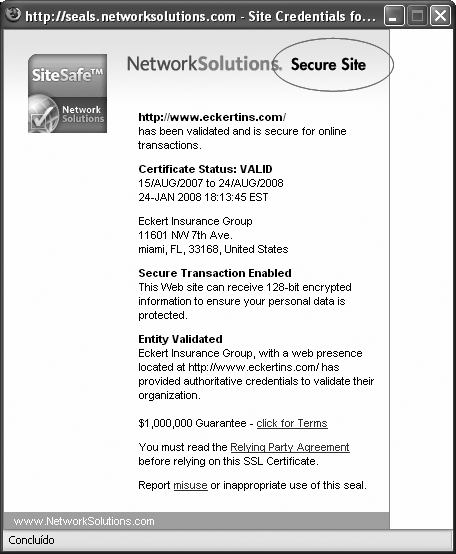 http://seals.networksolutions.com - Site Credentials fo...
SiteSafe™
Network
Solutions
NetworkSolutions. Secure Site
http://www.eckertins.com/
has been validated and is secure for online
transactions.
Certificate Status: VALID
15/AUG/2007 to 24/AUG/2008
24-JAN 2008 18:13:45 EST
Eckert Insurance Group
11601 NW 7th Ave.
miami, FL, 33168, United States
Secure Transaction Enabled
This Web site can receive 128-bit encrypted
information to ensure your personal data is
protected.
Entity Validated
Eckert Insurance Group, with a web presence
located at http://www.eckertins.com/ has
provided authoritative credentials to validate their
organization.
$1,000,000 Guarantee - click for Terms
You must read the Relying Party Agreement
before relying on this SSL Certificate.
Report misuse or inappropriate use of this seal.
www.NetworkSolutions.com
Concluído